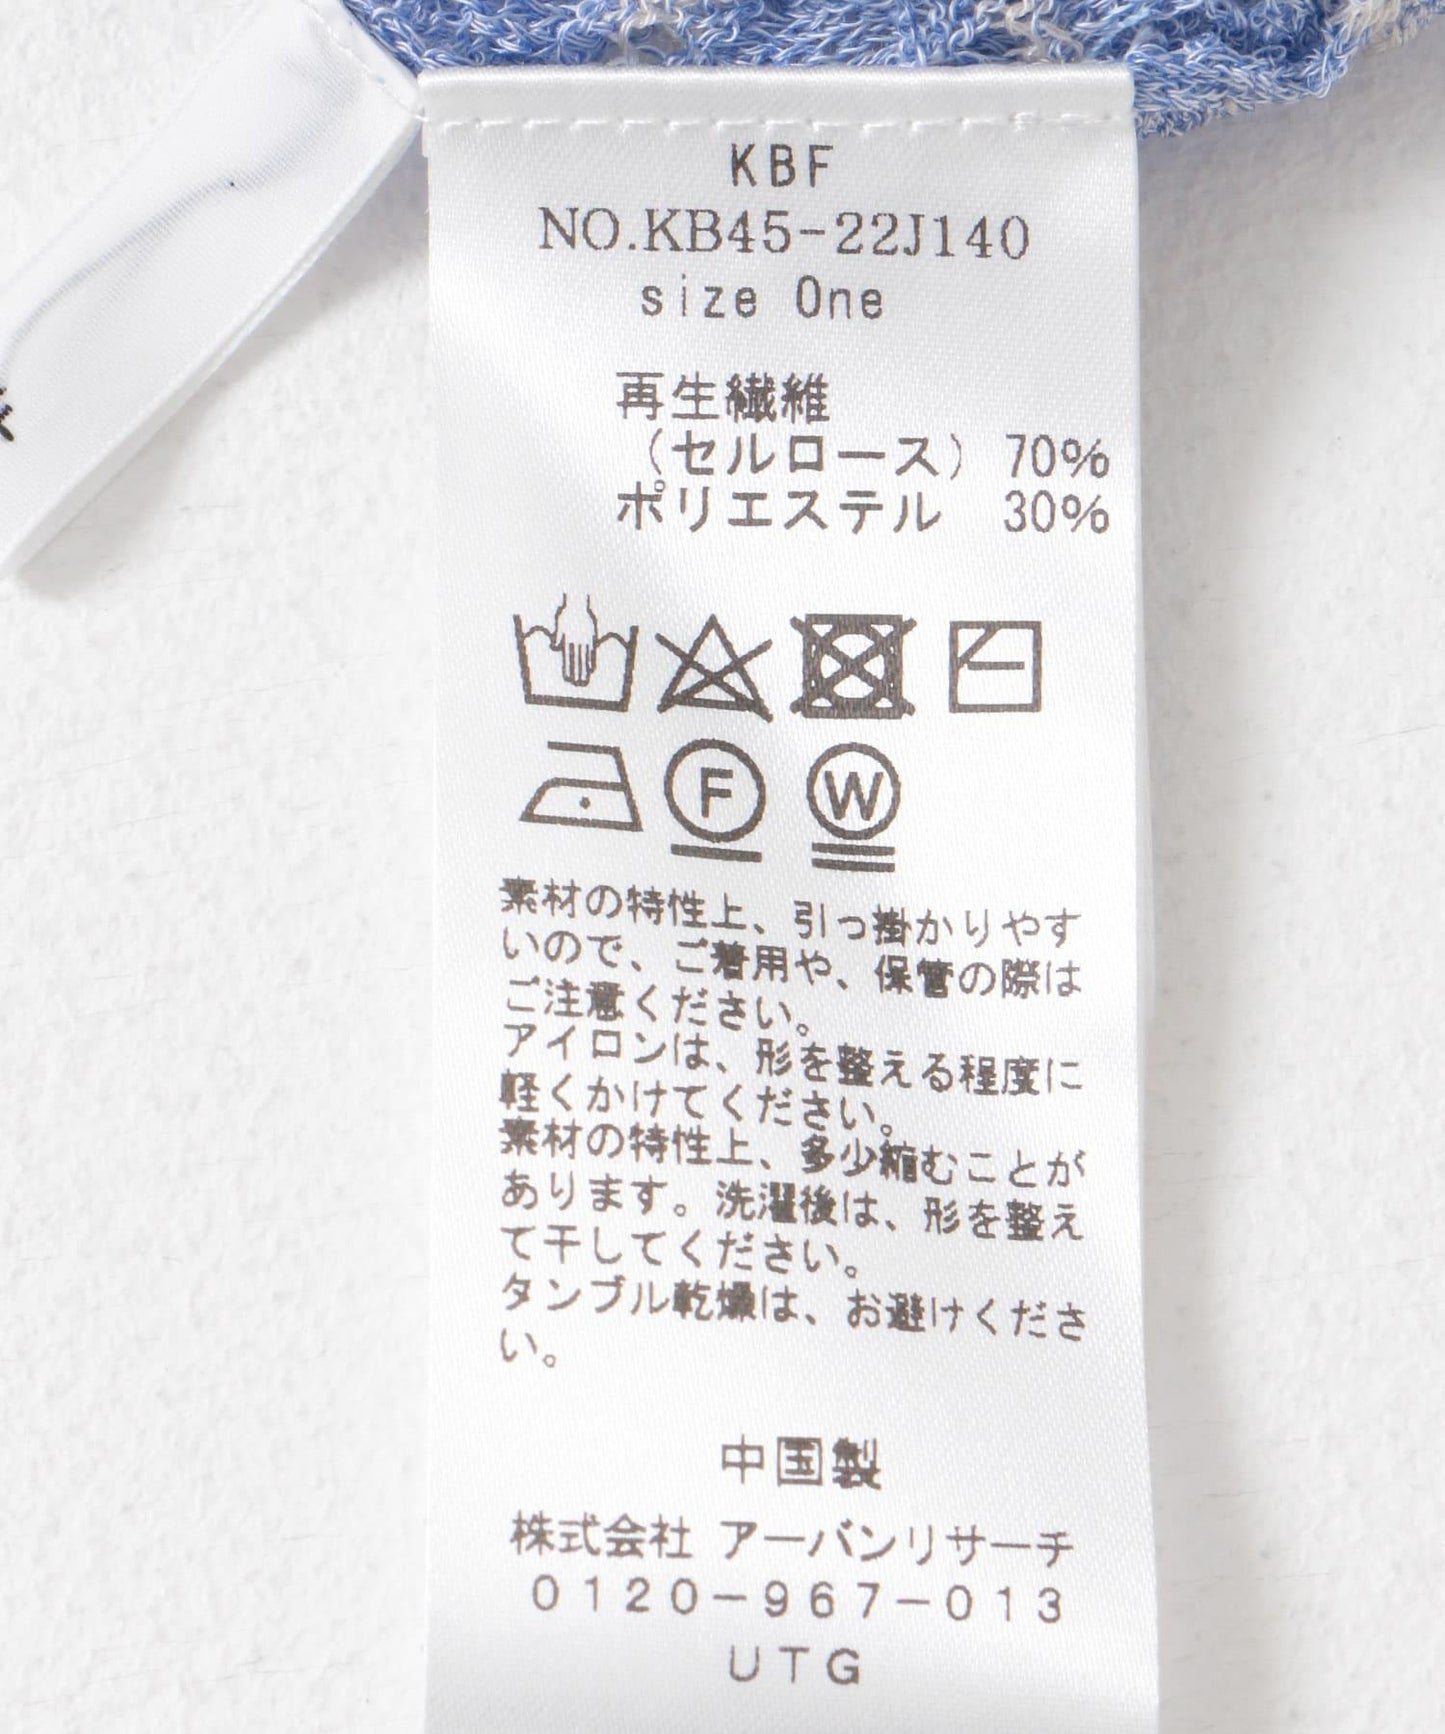 KBF
NO.KB45-22J140
size One
再生繊維
（セルロース） 70%
ポリエステル 30%
F W
素材の特性上、引っ掛かりやす
いので、ご着用や、保管の際は
ご注意ください。
アイロンは、形を整える程度に
軽くかけてください。
素材の特性上、多少縮むことが
あります。洗濯後は、形を整え
て干してください。
タンブル乾燥は、お避けくださ
い。
中国製
株式会社 アーバンリサーチ
0120-967-013
UTG